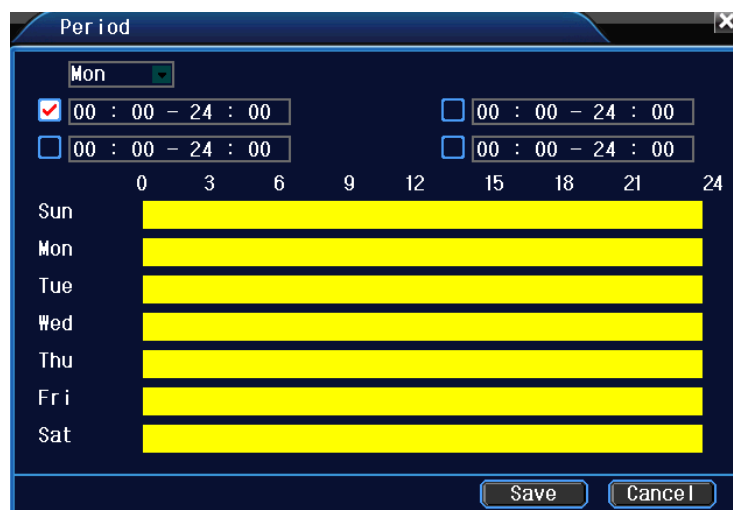 Period
Mon
00 : 00 - 24 : 00 00 : 00 - 24 : 00
00 : 00 - 24 : 00 00 : 00 - 24 : 00
0 3 6 9 12 15 18 21 24
Sun
Mon
Tue
Wed
Thu
Fri
Sat
Save Cancel